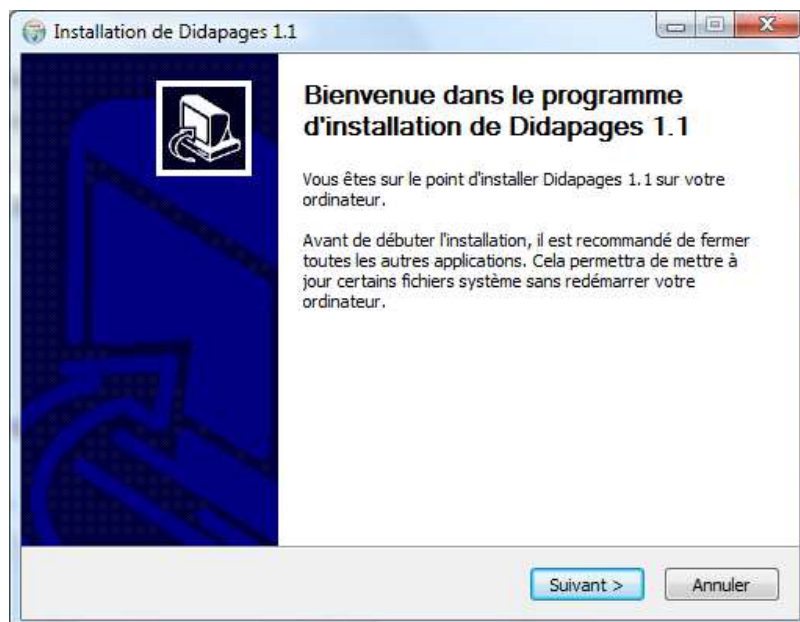 Installation de Didapages 1.1
Bienvenue dans le programme
d'installation de Didapages 1.1
Vous êtes sur le point d'installer Didapages 1.1 sur votre
ordinateur.
Avant de débuter l'installation, il est recommandé de fermer
toutes les autres applications. Cela permettra de mettre à
jour certains fichiers système sans redémarrer votre
ordinateur.
Suivant >
Annuler